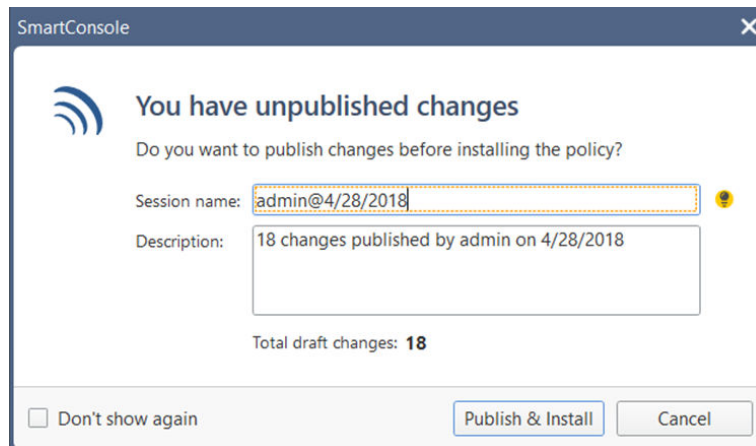 SmartConsole
You have unpublished changes
Do you want to publish changes before installing the policy?
Session name: admin@4/28/2018
Description: 18 changes published by admin on 4/28/2018
Total draft changes: 18
Don't show again Publish & Install Cancel